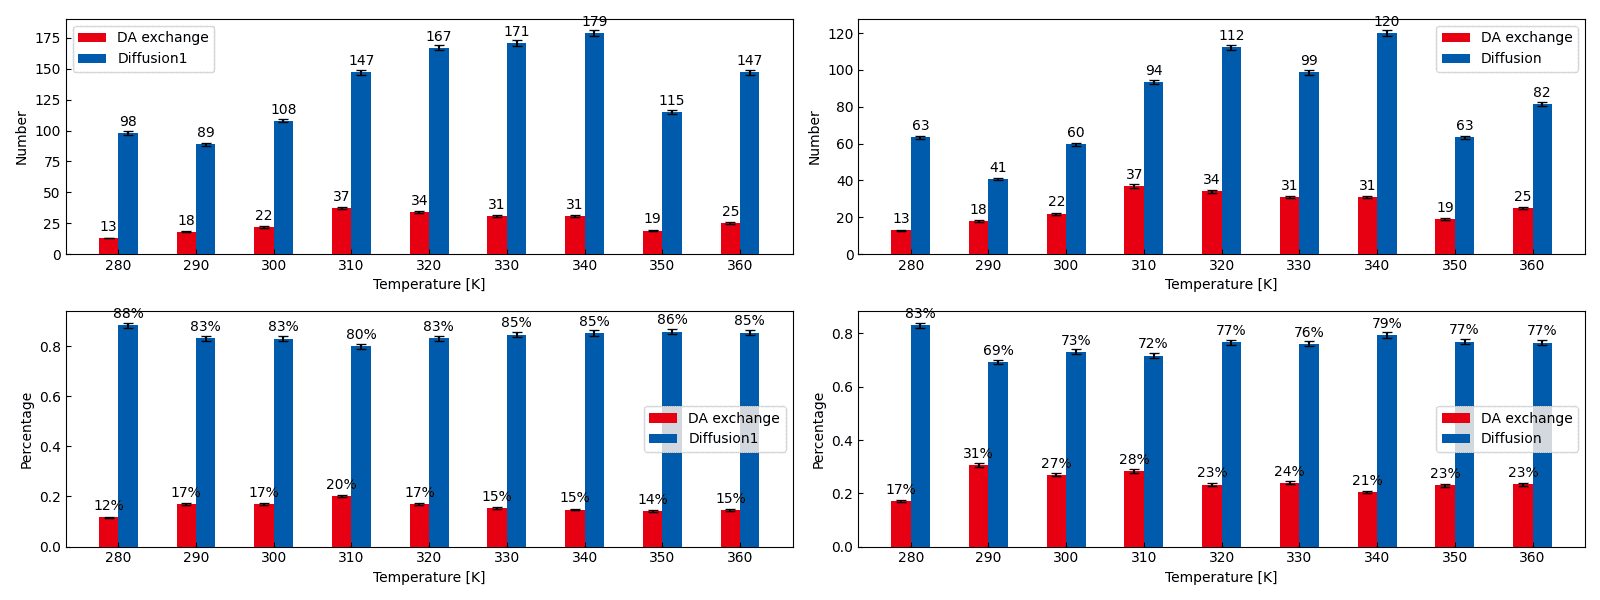 DA exchange
Diffusion1
Number
175
150
125
100
75
50
25
0
13 98 18 89 22 108 37 147 34 167 31 171 31 179 19 115 25 147
280 290 300 310 320 330 340 350 360
Temperature [K]
DA exchange
Diffusion
Number
120
100
80
60
40
20
0
13 63 18 41 22 60 37 94 34 112 31 99 31 120 19 63 25 82
280 290 300 310 320 330 340 350 360
Temperature [K]
DA exchange
Diffusion1
Percentage
0.8
0.6
0.4
0.2
0.0
12% 88% 17% 83% 17% 83% 20% 80% 17% 83% 15% 85% 15% 85% 14% 86% 15% 85%
280 290 300 310 320 330 340 350 360
Temperature [K]
DA exchange
Diffusion
Percentage
0.8
0.6
0.4
0.2
0.0
17% 83% 31% 69% 27% 73% 28% 72% 23% 77% 24% 76% 21% 79% 23% 77% 23% 77%
280 290 300 310 320 330 340 350 360
Temperature [K]